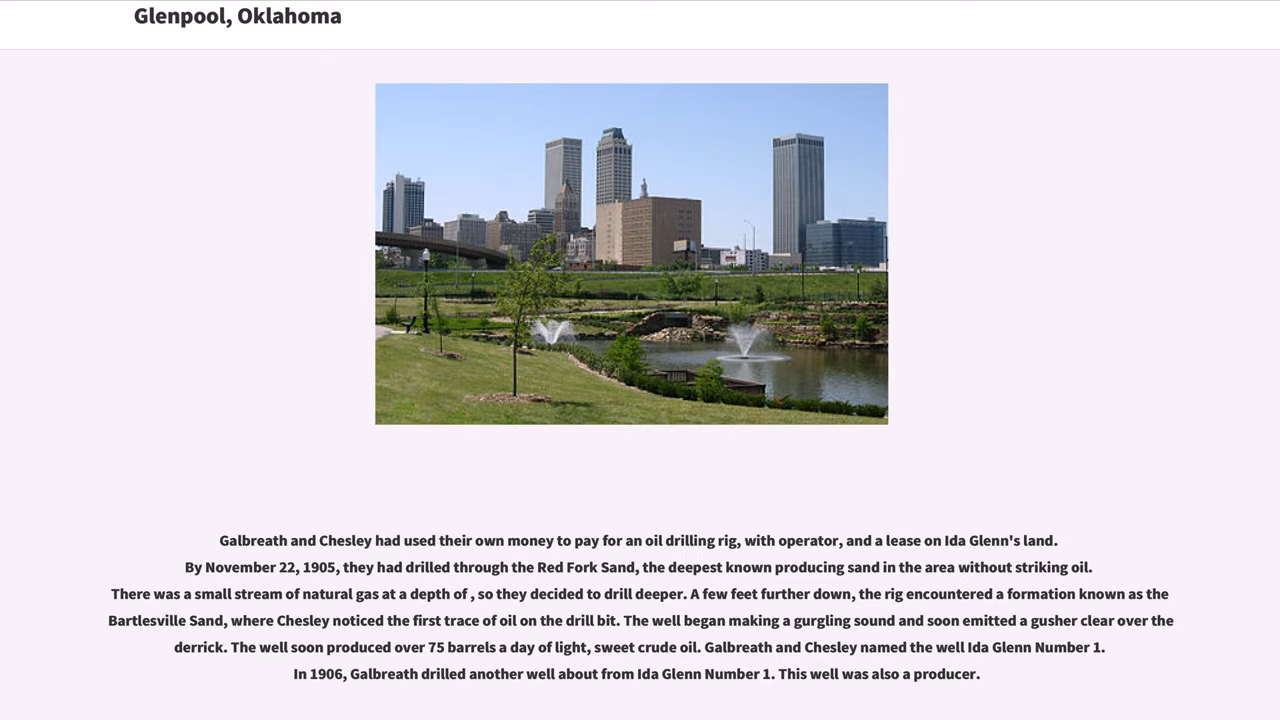 Glenpool, Oklahoma
Galbreath and Chesley had used their own money to pay for an oil drilling rig, with operator, and a lease on Ida Glenn's land.
By November 22, 1905, they had drilled through the Red Fork Sand, the deepest known producing sand in the area without striking oil.
There was a small stream of natural gas at a depth of , so they decided to drill deeper. A few feet further down, the rig encountered a formation known as the
Bartlesville Sand, where Chesley noticed the first trace of oil on the drill bit. The well began making a gurgling sound and soon emitted a gusher clear over the
derrick. The well soon produced over 75 barrels a day of light, sweet crude oil. Galbreath and Chesley named the well Ida Glenn Number 1.
In 1906, Galbreath drilled another well about from Ida Glenn Number 1. This well was also a producer.